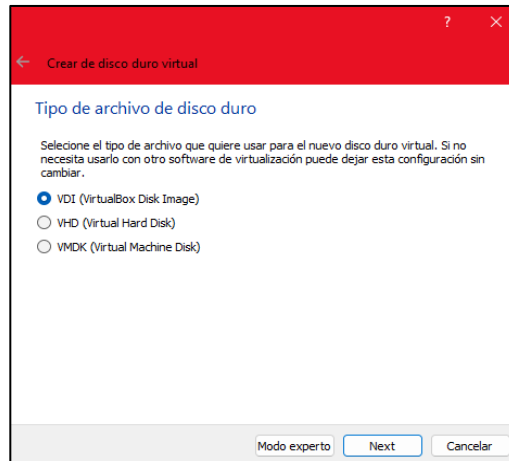 ?
Crear de disco duro virtual
Tipo de archivo de disco duro
Selecione el tipo de archivo que quiere usar para el nuevo disco duro virtual. Si no
necesita usarlo con otro software de virtualización puede dejar esta configuración sin
cambiar.
VDI (VirtualBox Disk Image)
VHD (Virtual Hard Disk)
VMDK (Virtual Machine Disk)
Modo experto Next Cancelar